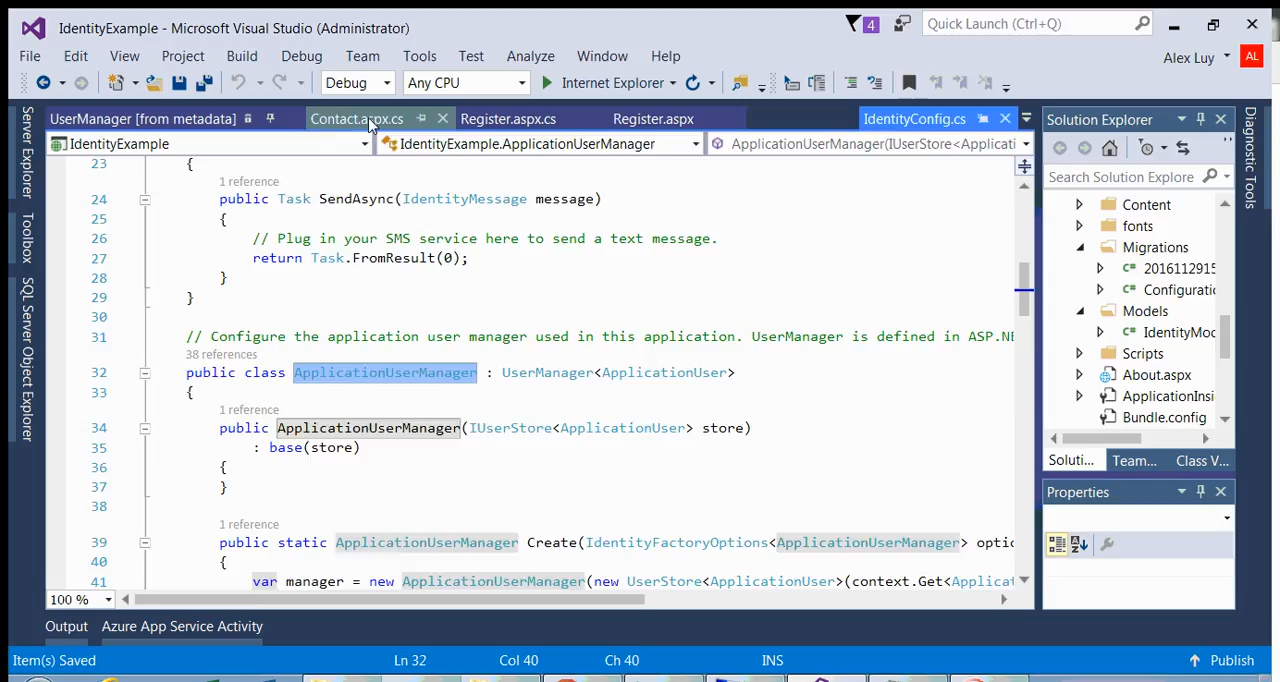 IdentityExample - Microsoft Visual Studio (Administrator)
4
Quick Launch (Ctrl+Q)
File Edit View Project Build Debug Team Tools Test Analyze Window Help
Alex Luy AL
Debug Any CPU Internet Explorer
UserManager [from metadata] Contact.aspx.cs Register.aspx.cs Register.aspx IdentityConfig.cs
IdentityExample IdentityExample.ApplicationUserManager ApplicationUserManager(IUserStore<Applicati
23 {
1 reference
24 public Task SendAsync(IdentityMessage message)
25 {
26 // Plug in your SMS service here to send a text message.
27 return Task.FromResult(0);
28 }
29 }
30
31 // Configure the application user manager used in this application. UserManager is defined in ASP.NE
38 references
32 public class ApplicationUserManager : UserManager<ApplicationUser>
33 {
1 reference
34 public ApplicationUserManager(IUserStore<ApplicationUser> store)
35 : base(store)
36 {
37 }
38
1 reference
39 public static ApplicationUserManager Create(IdentityFactoryOptions<ApplicationUserManager> optio
40 {
41 var manager = new ApplicationUserManager(new UserStore<ApplicationUser>(context.Get<Applicat
100 %
Server Explorer
Toolbox
SQL Server Object Explorer
Solution Explorer
Search Solution Explorer
Content
fonts
Migrations
C# 2016112915
C# Configuratio
Models
C# IdentityMod
Scripts
About.aspx
ApplicationInsi
Bundle.config
Soluti... Team... Class V...
Properties
Diagnostic Tools
Output Azure App Service Activity
Item(s) Saved Ln 32 Col 40 Ch 40 INS Publish